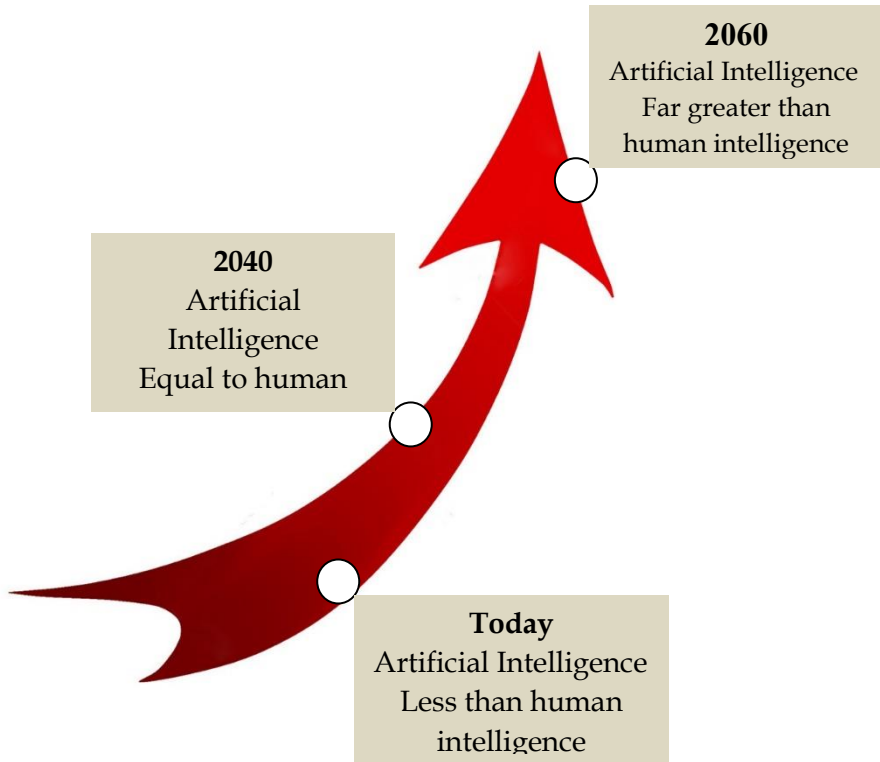 2060
Artificial Intelligence
Far greater than
human intelligence
2040
Artificial
Intelligence
Equal to human
Today
Artificial Intelligence
Less than human
intelligence